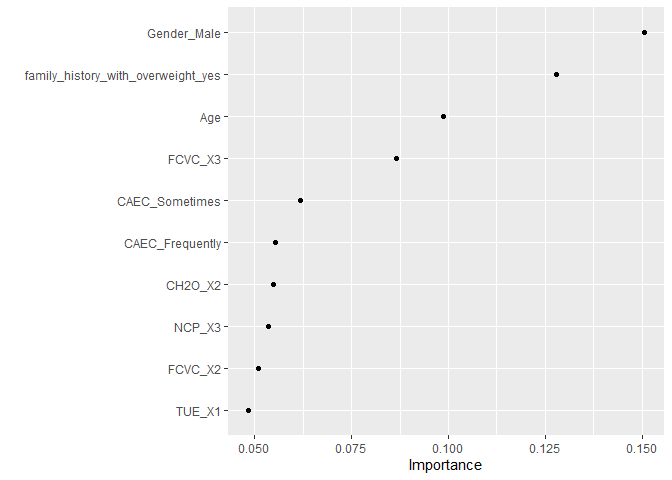 Gender_Male
family_history_with_overweight_yes
Age
FCVC_X3
CAEC_Sometimes
CAEC_Frequently
CH2O_X2
NCP_X3
FCVC_X2
TUE_X1
0.050 0.075 0.100 0.125 0.150
Importance